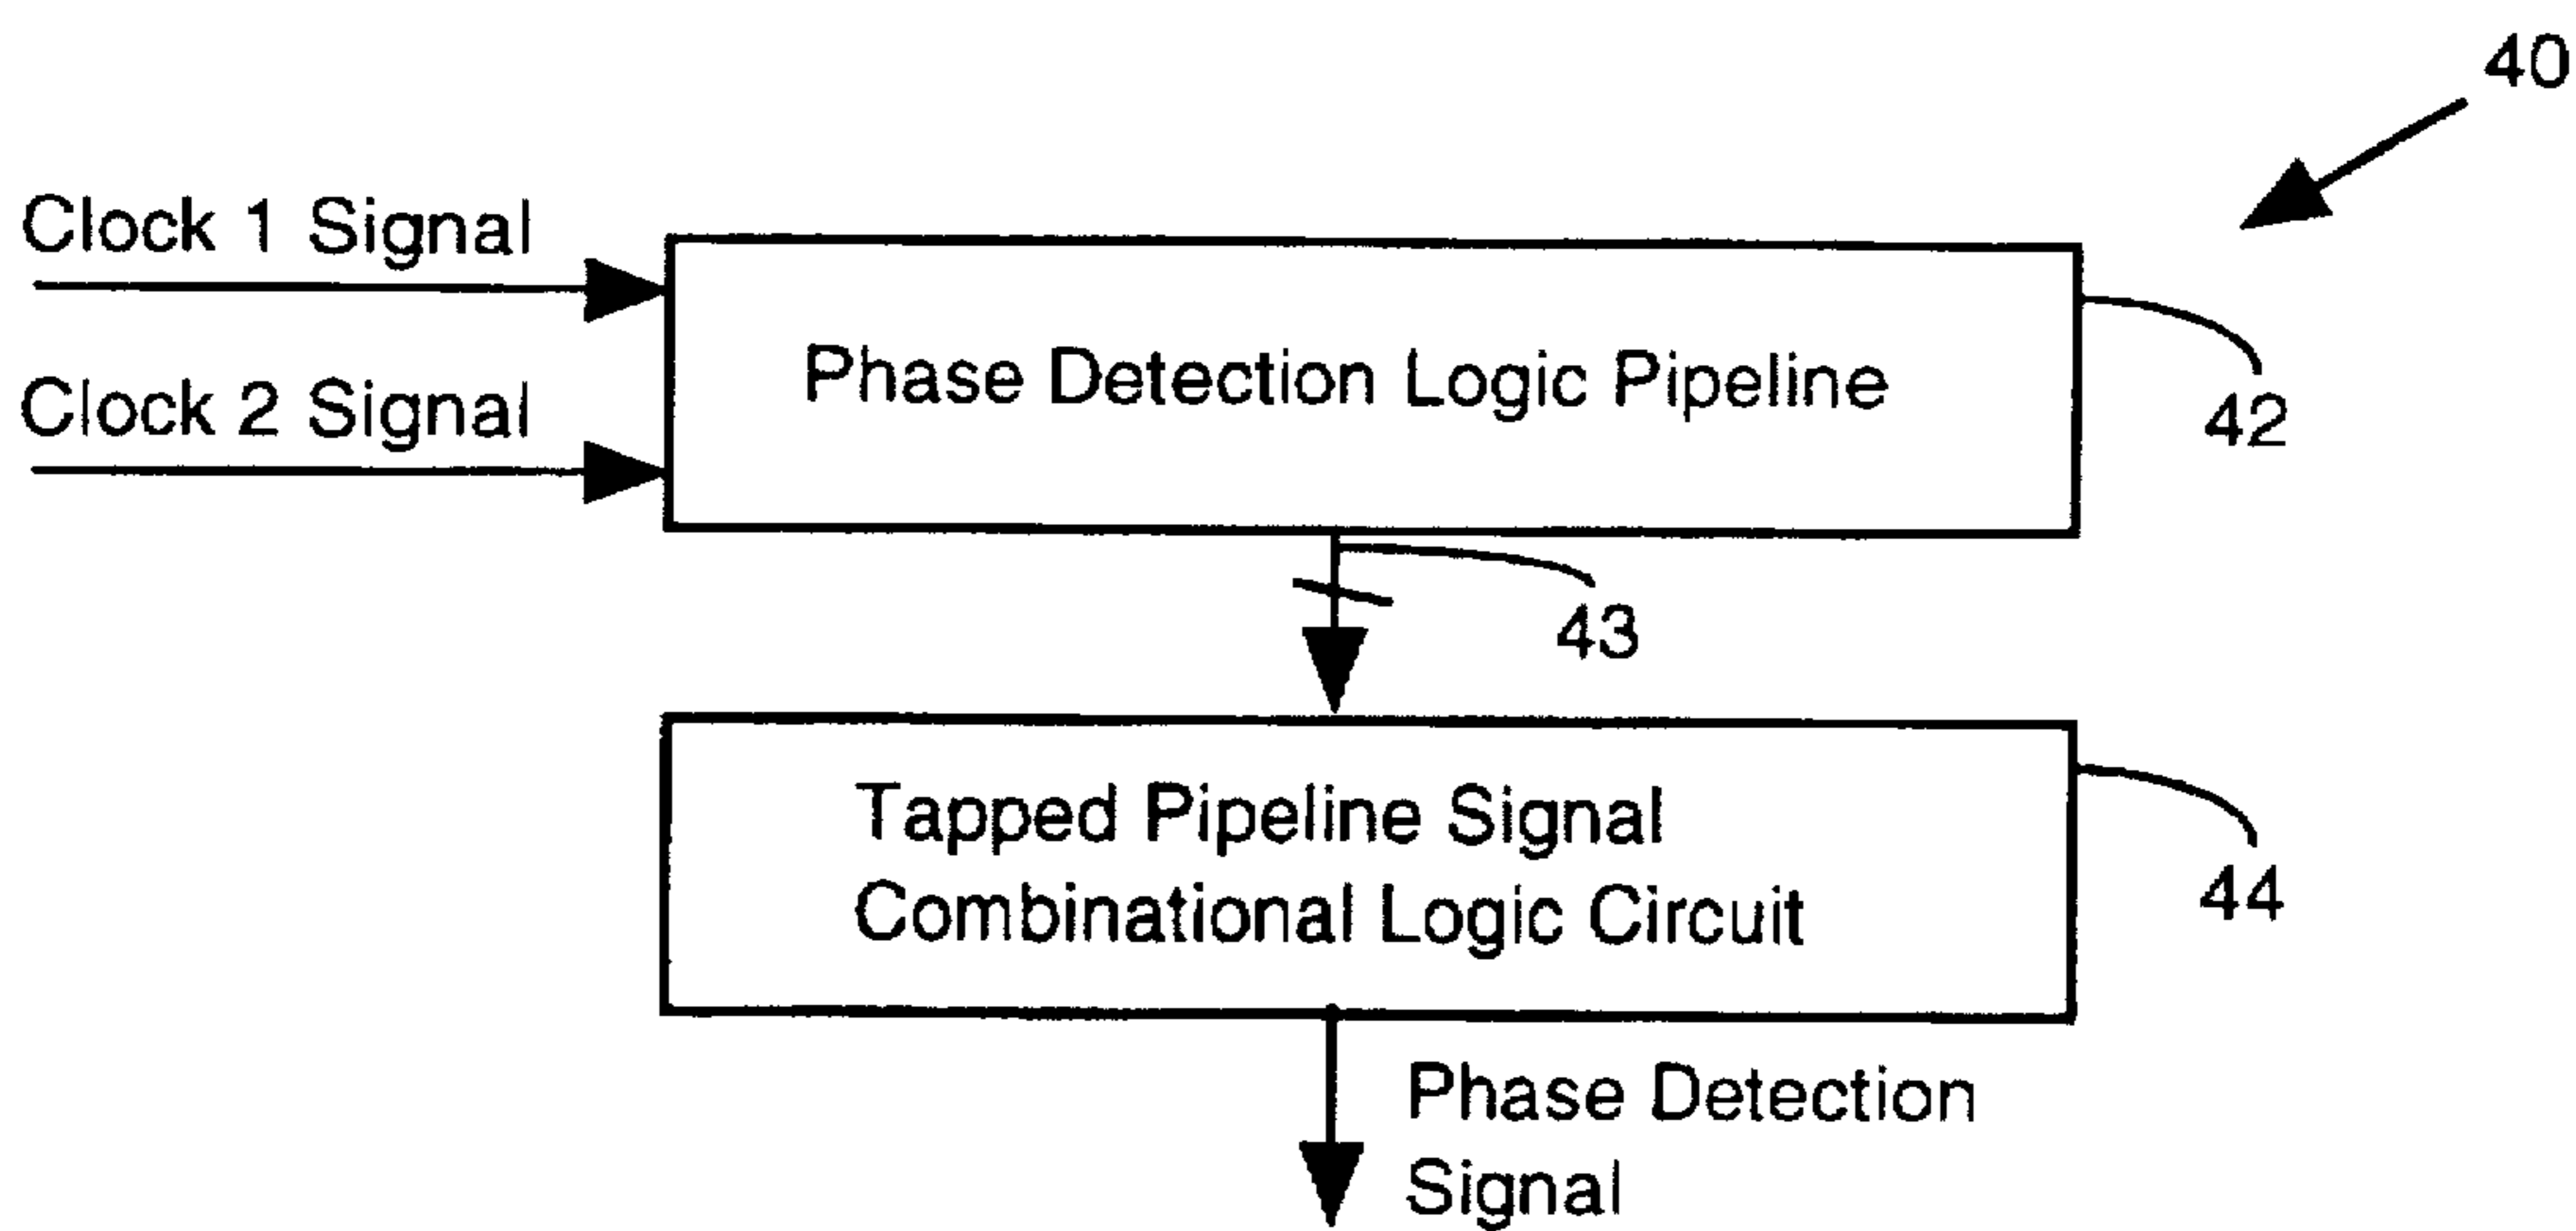 40
Clock 1 Signal
Phase Detection Logic Pipeline
Clock 2 Signal
42
43
Tapped Pipeline Signal
Combinational Logic Circuit
44
Phase Detection
Signal